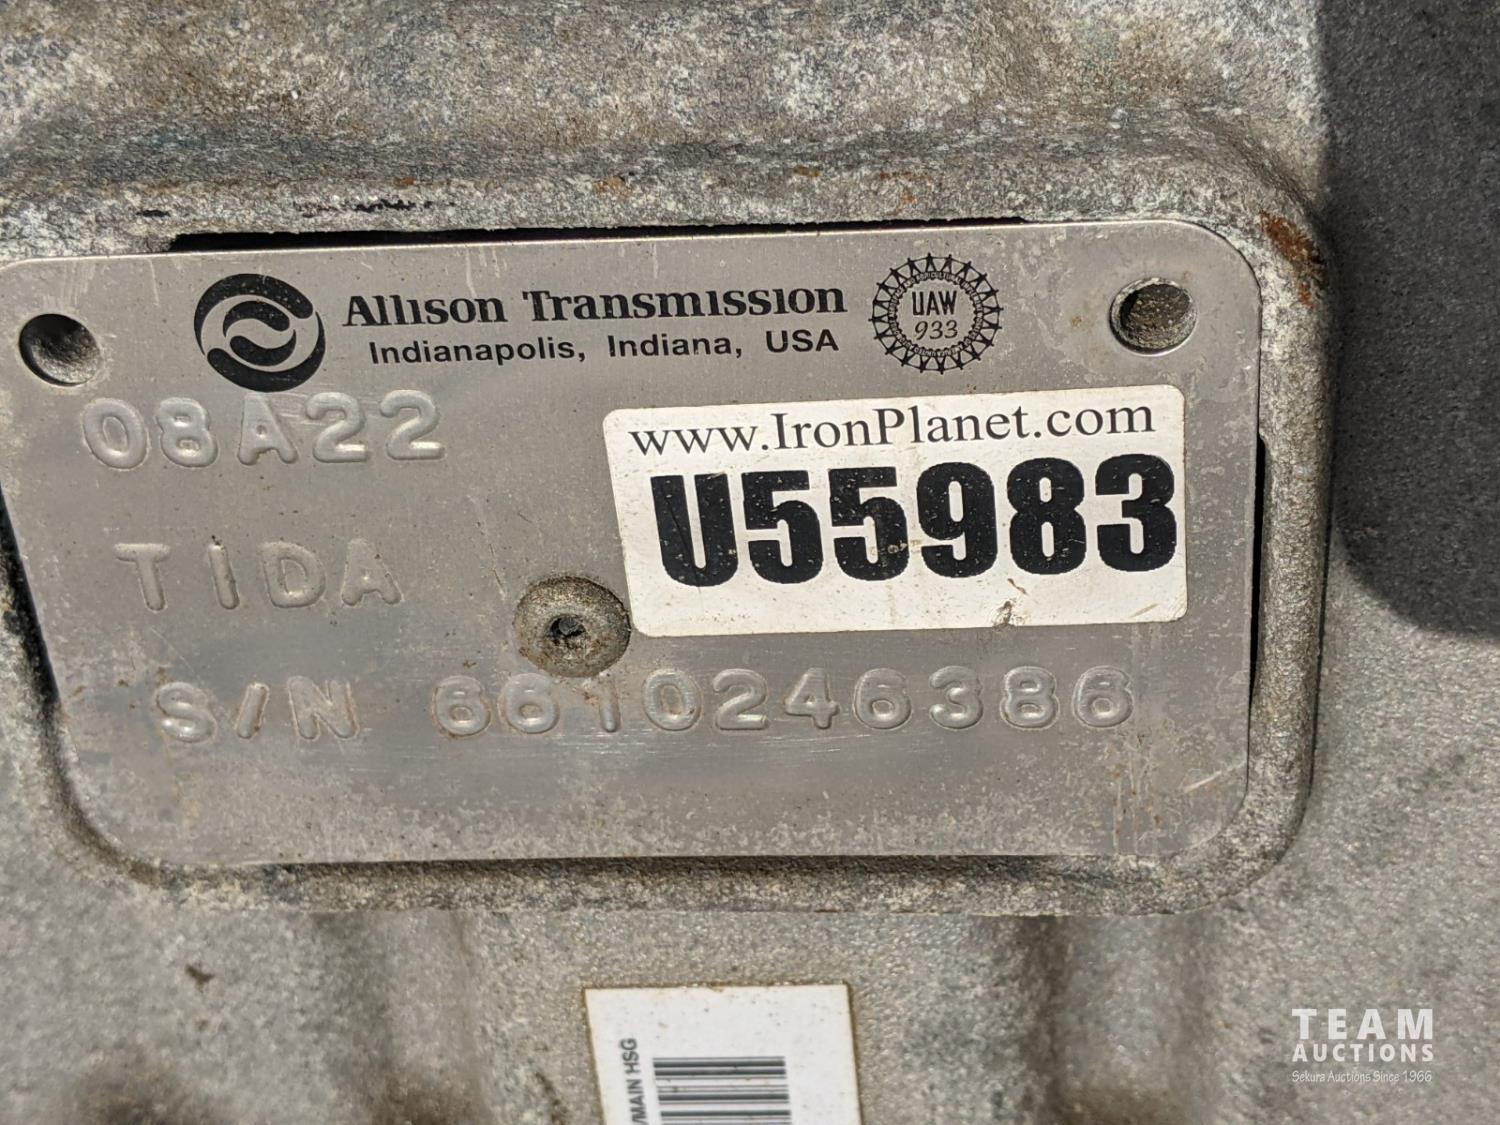 Allison Transmission
Indianapolis, Indiana, USA
UAW
933
08A22
www.IronPlanet.com
U55983
TIDA
S/N 6610246386
/MAIN HSG
TEAM
AUCTIONS
Sekura Auctions Since 1966